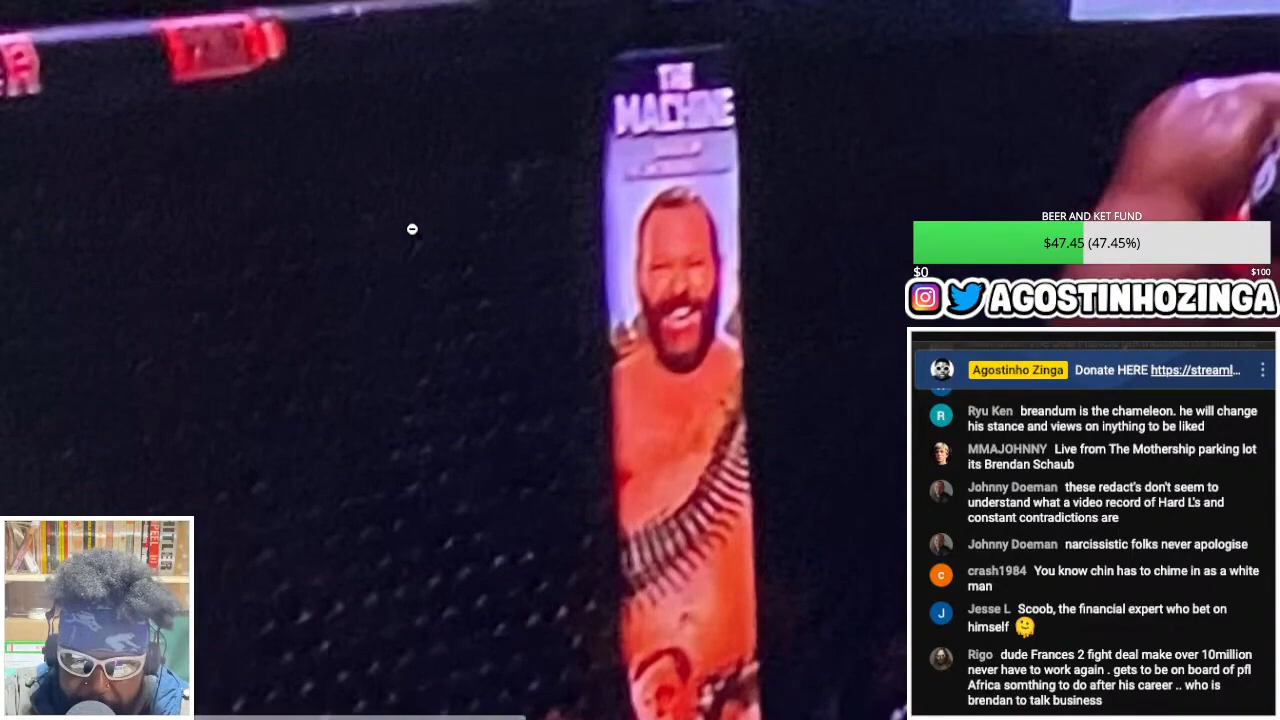 THE
MACHINE
BEER AND KET FUND
$47.45 (47.45%)
$0
$100
AGOSTINHOZINGA
Agostinho Zinga Donate HERE https://streaml...
Ryu Ken breandum is the chameleon. he will change
his stance and views on inything to be liked
MMAJOHNNY Live from The Mothership parking lot
its Brendan Schaub
Johnny Doeman these redact's don't seem to
understand what a video record of Hard L's and
constant contradictions are
Johnny Doeman narcissistic folks never apologise
crash1984 You know chin has to chime in as a white
man
Jesse L Scoob, the financial expert who bet on
himself
Rigo dude Frances 2 fight deal make over 10million
never have to work again . gets to be on board of pfl
Africa somthing to do after his career .. who is
brendan to talk business
HITLER